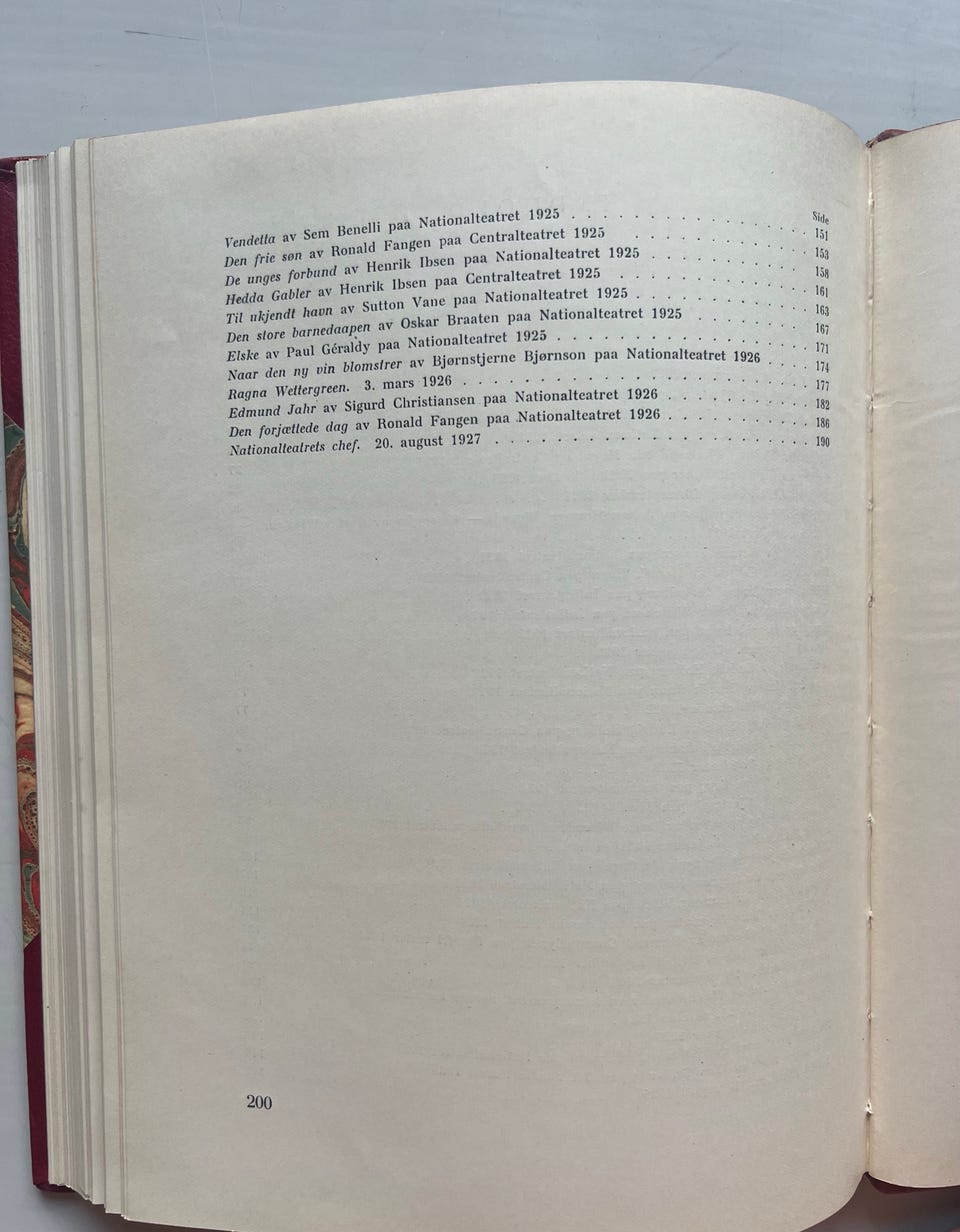 Side
Vendetta av Sem Benelli paa Nationalteatret 1925 . . . . . . . . . . . . . . . 151
Den frie søn av Ronald Fangen paa Centralteatret 1925 . . . . . . . . . . . . 153
De unges forbund av Henrik Ibsen paa Nationalteatret 1925 . . . . . . . . . . 158
Hedda Gabler av Henrik Ibsen paa Centralteatret 1925 . . . . . . . . . . . . 161
Til ukjendt havn av Sutton Vane paa Nationalteatret 1925 . . . . . . . . . . . 163
Den store barnedaapen av Oskar Braaten paa Nationalteatret 1925 . . . . . . . 167
Elske av Paul Géraldy paa Nationalteatret 1925 . . . . . . . . . . . . . . . . 171
Naar den ny vin blomstrer av Bjørnstjerne Bjørnson paa Nationalteatret 1926 . . . 174
Ragna Wettergreen. 3. mars 1926 . . . . . . . . . . . . . . . . . . . . . . 177
Edmund Jahr av Sigurd Christiansen paa Nationalteatret 1926 . . . . . . . . . 182
Den forjættede dag av Ronald Fangen paa Nationalteatret 1926 . . . . . . . . . 186
Nationalteatrets chef. 20. august 1927 . . . . . . . . . . . . . . . . . . . . 190
200